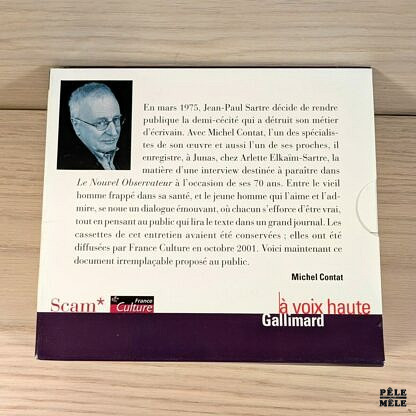 En mars 1975, Jean-Paul Sartre décide de rendre
publique la demi-cécité qui a détruit son métier
d'écrivain. Avec Michel Contat, l'un des spécialis-
tes de son œuvre et aussi l'un de ses proches, il
enregistre, à Junas, chez Arlette Elkaïm-Sartre, la
matière d'une interview destinée à paraître dans
Le Nouvel Observateur à l'occasion de ses 70 ans. Entre le vieil
homme frappé dans sa santé, et le jeune homme qui l'aime et l'ad-
mire, se noue un dialogue émouvant, où chacun s'efforce d'être vrai,
tout en pensant au public qui lira le texte dans un grand journal. Les
cassettes de cet entretien avaient été conservées ; elles ont été
diffusées par France Culture en octobre 2001. Voici maintenant ce
document irremplaçable proposé au public.
Michel Contat
Scam*
France
Culture
à voix haute
Gallimard
PÊLE
MÊLE